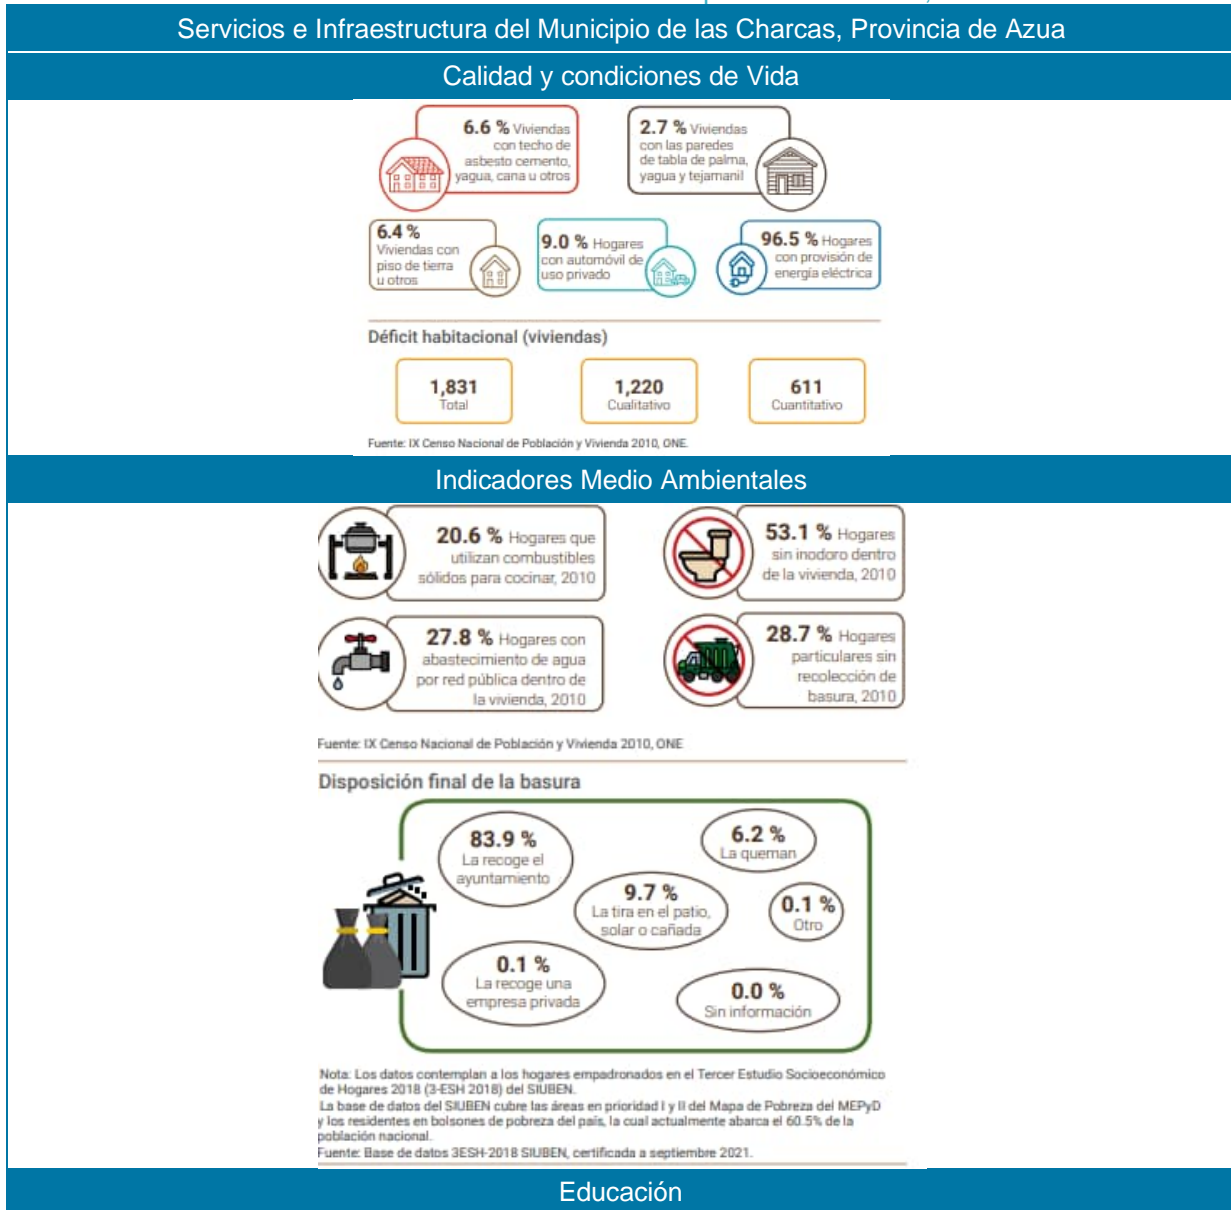 Servicios e Infraestructura del Municipio de las Charcas, Provincia de Azua
Calidad y condiciones de Vida
6.6 % Viviendas
con techo de
asbesto cemento,
yagua, cana u otros
2.7 % Viviendas
con las paredes
de tabla de palma,
yagua y tejamanil
6.4 %
Viviendas con
piso de tierra
u otros
9.0 % Hogares
con automóvil de
uso privado
96.5 % Hogares
con provisión de
energía eléctrica
Déficit habitacional (viviendas)
1,831
Total
1,220
Cualitativo
611
Cuantitativo
Fuente: IX Censo Nacional de Población y Vivienda 2010, ONE.
Indicadores Medio Ambientales
20.6 % Hogares que
utilizan combustibles
sólidos para cocinar, 2010
53.1 % Hogares
sin inodoro dentro
de la vivienda, 2010
27.8 % Hogares con
abastecimiento de agua
por red pública dentro de
la vivienda, 2010
28.7 % Hogares
particulares sin
recolección de
basura, 2010
Fuente: IX Censo Nacional de Población y Vivienda 2010, ONE
Disposición final de la basura
83.9 %
La recoge el
ayuntamiento
6.2 %
La queman
9.7 %
La tira en el patio,
solar o cañada
0.1 %
Otro
0.1 %
La recoge una
empresa privada
0.0 %
Sin información
Nota: Los datos contemplan a los hogares empadronados en el Tercer Estudio Socioeconómico
de Hogares 2018 (3-ESH 2018) del SIUBEN.
La base de datos del SIUBEN cubre las áreas en prioridad I y II del Mapa de Pobreza del MEPyD
y los residentes en bolsones de pobreza del país, la cual actualmente abarca el 60.5% de la
población nacional.
Fuente: Base de datos 3ESH-2018 SIUBEN, certificada a septiembre 2021.
Educación